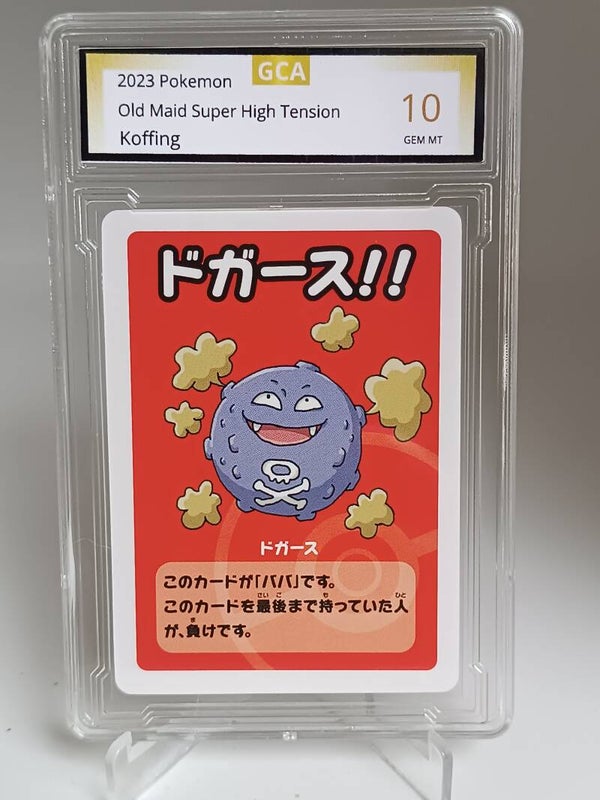 GCA
2023 Pokemon
Old Maid Super High Tension
Koffing
10
GEM MT
ドガース!!
ドガース
このカードが「ババ」です。
このカードを最後まで持っていた人
が、負けです。